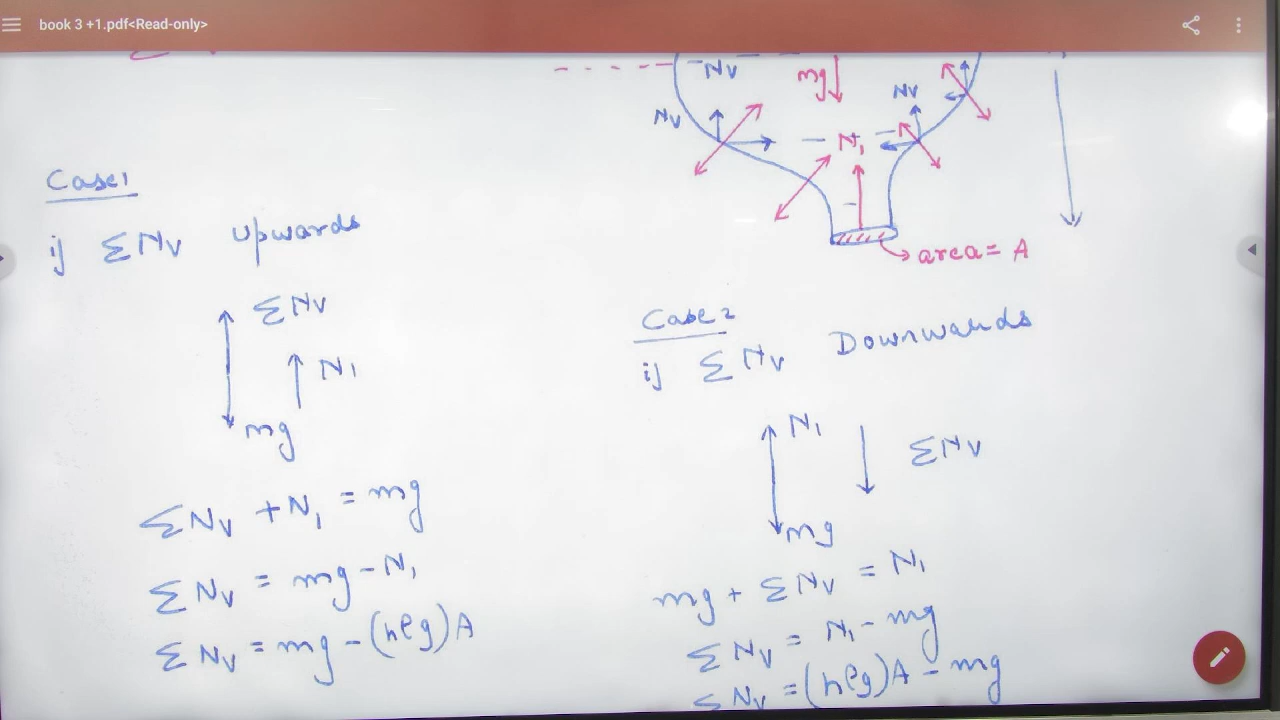 book 3 +1.pdf<Read-only>
Nv
mg
Nv
Nv
N1
area = A
Case1
if ΣNv upwards
ΣNv
N1
mg
ΣNv + N1 = mg
ΣNv = mg - N1
ΣNv = mg - (hρg)A
Case2
if ΣNv Downwards
N1
ΣNv
mg
mg + ΣNv = N1
ΣNv = N1 - mg
ΣNv = (hρg)A - mg